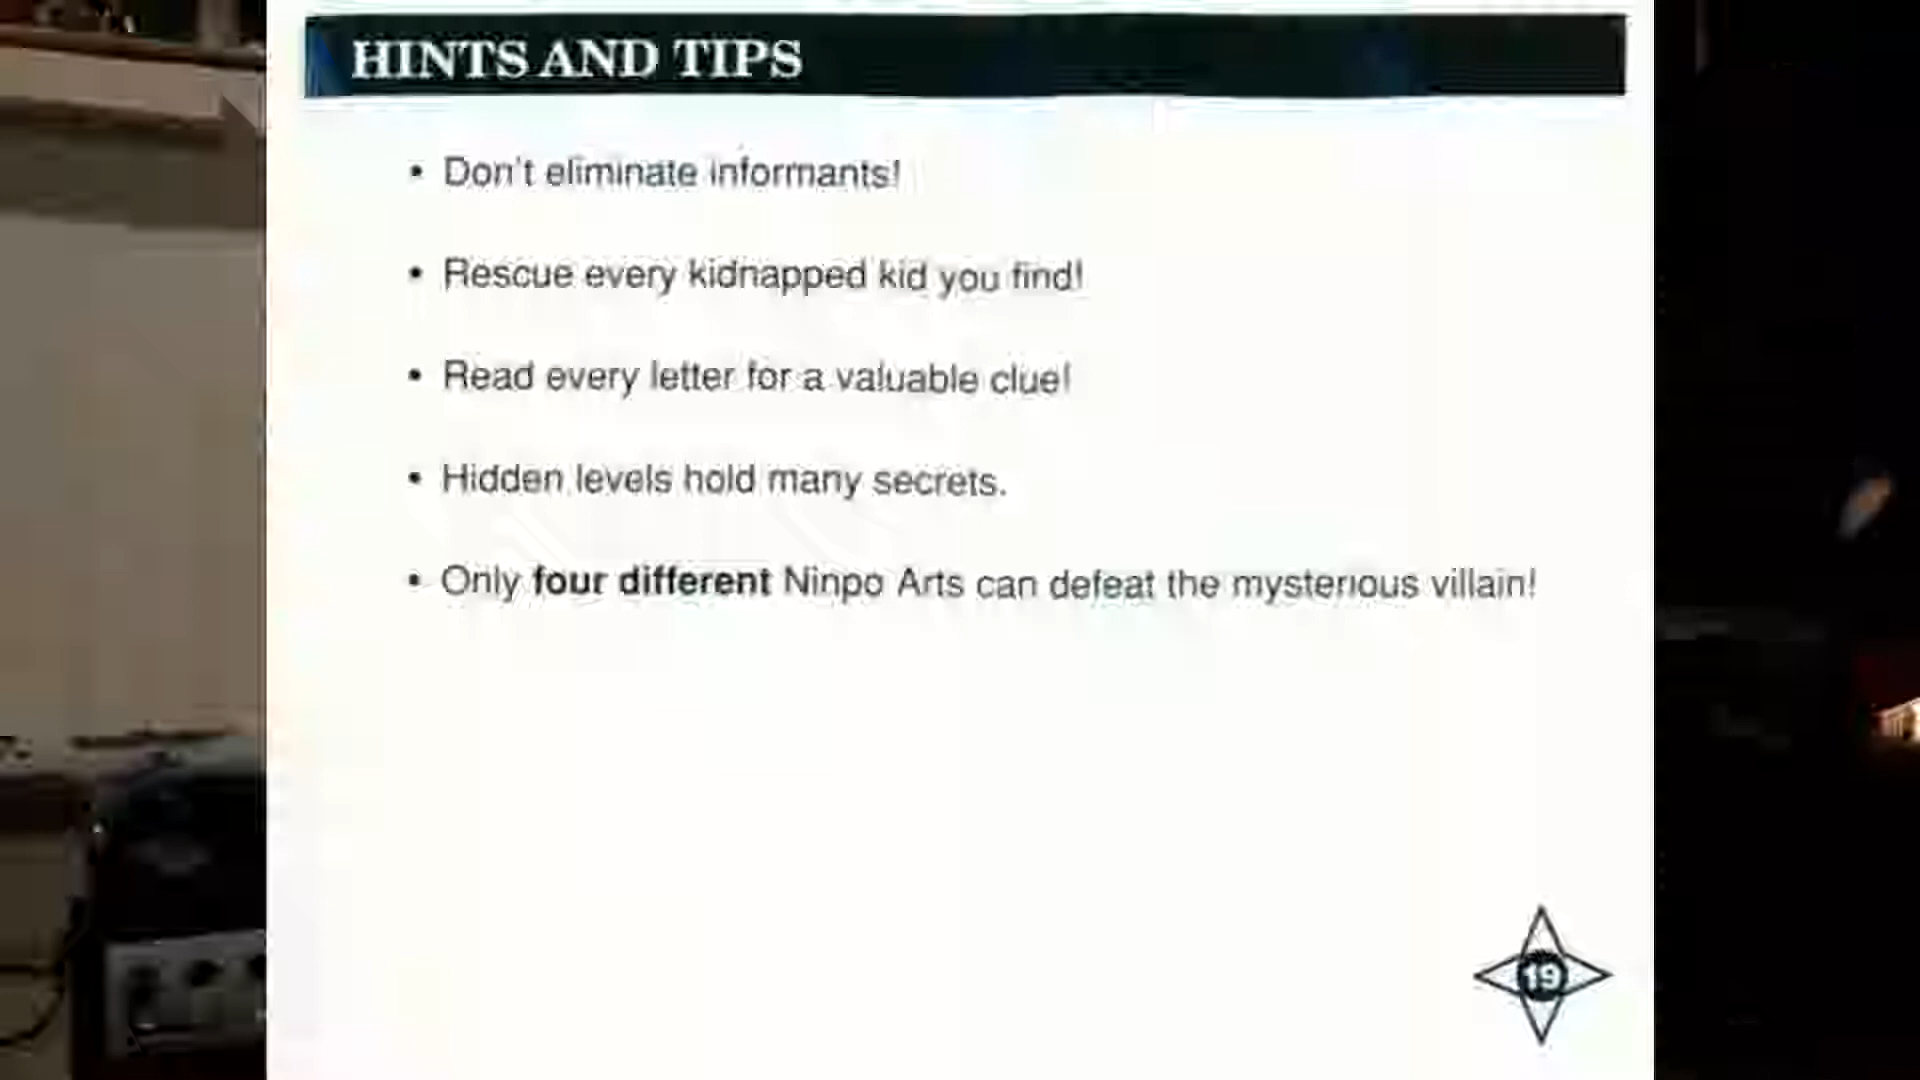 HINTS AND TIPS
• Don't eliminate informants!
• Rescue every kidnapped kid you find!
• Read every letter for a valuable clue!
• Hidden levels hold many secrets.
• Only four different Ninpo Arts can defeat the mysterious villain!
19